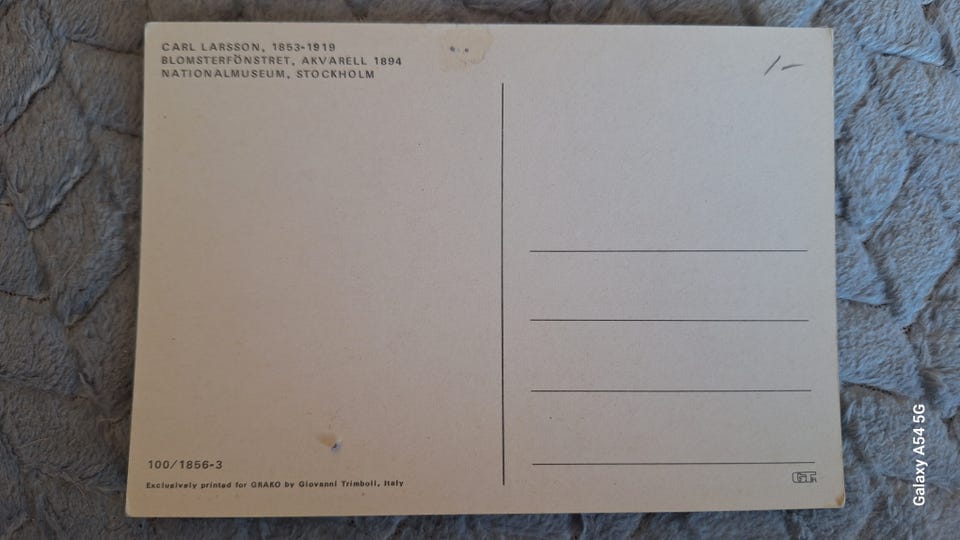 CARL LARSSON, 1853-1919
BLOMSTERFÖNSTRET, AKVARELL 1894
NATIONALMUSEUM, STOCKHOLM
1/-
100/1856-3
Exclusively printed for GRAKO by Giovanni Trimboli, Italy
Galaxy A54 5G